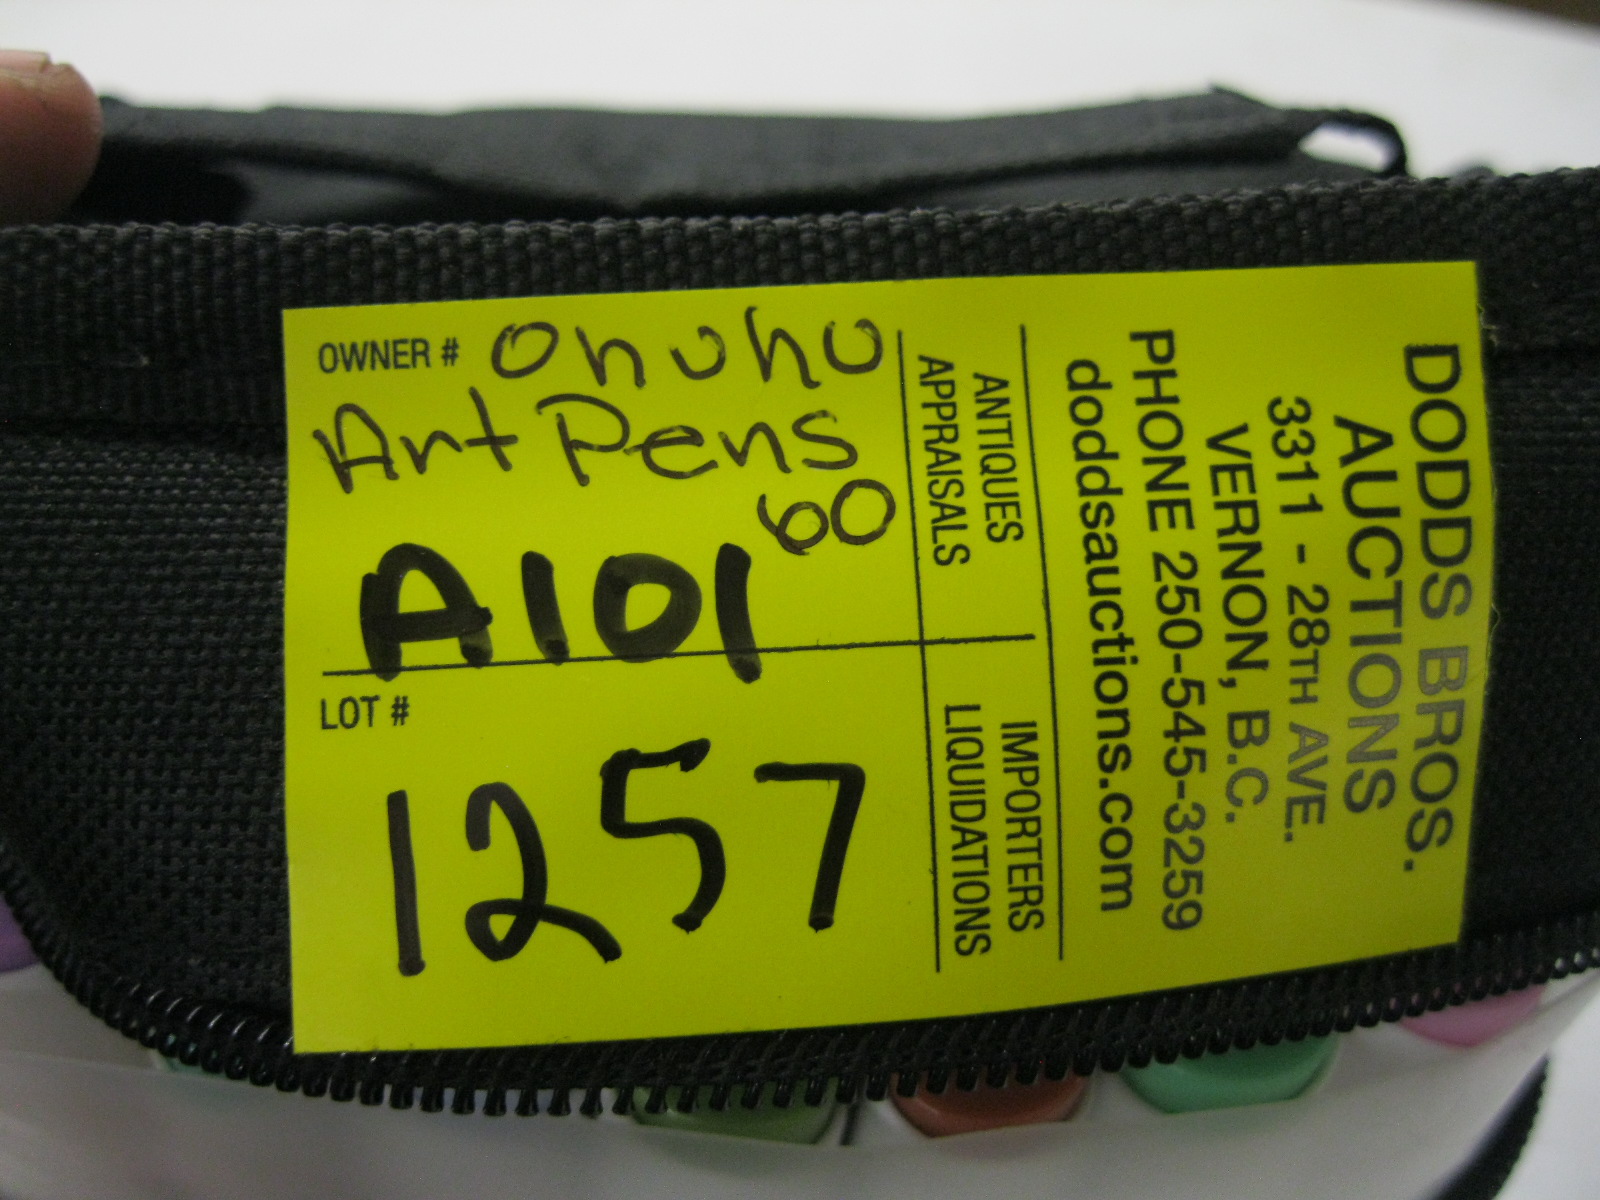 OWNER # Ohuhu
Art Pens
60
A101
LOT #
1257
ANTIQUES
APPRAISALS
IMPORTERS
LIQUIDATIONS
DODDS BROS.
AUCTIONS
3311 - 28TH AVE.
VERNON, B.C.
PHONE 250-545-3259
doddsauctions.com